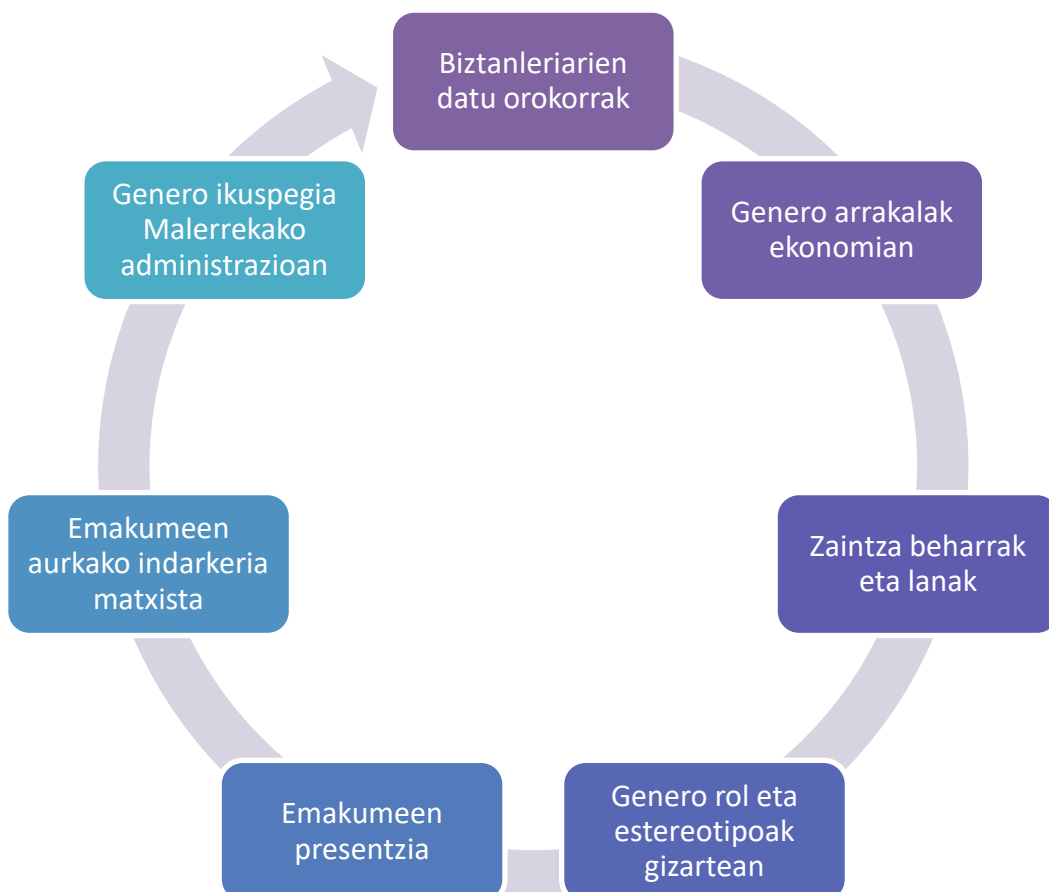 Biztanleriarien
datu orokorrak
Genero arrakalak
ekonomian
Zaintza beharrak
eta lanak
Genero rol eta
estereotipoak
gizartean
Emakumeen
presentzia
Emakumeen
aurkako indarkeria
matxista
Genero ikuspegia
Malerrekako
administrazioan